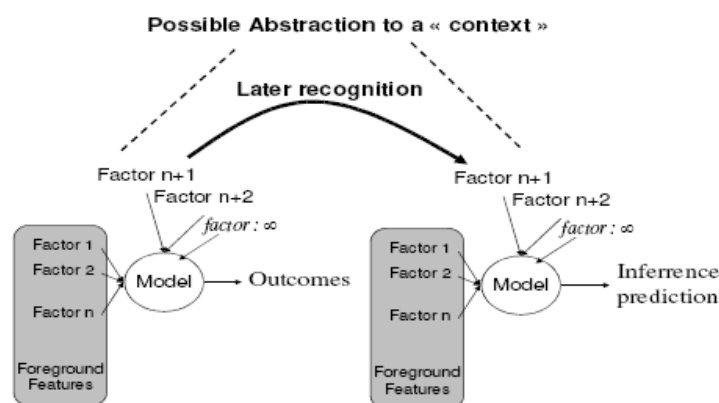 Possible Abstraction to a « context »
Later recognition
Factor n+1
Factor n+2
factor : ∞
Factor 1
Factor 2
Factor n
Foreground
Features
Model
Outcomes
Factor n+1
Factor n+2
factor : ∞
Factor 1
Factor 2
Factor n
Foreground
Features
Model
Inferrence
prediction